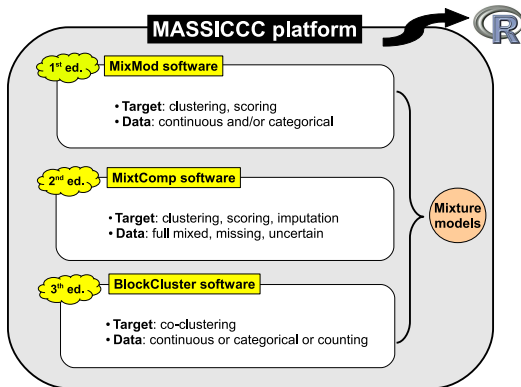 MASSICCC platform
R
1st ed.
MixMod software
• Target: clustering, scoring
• Data: continuous and/or categorical
2nd ed.
MixtComp software
• Target: clustering, scoring, imputation
• Data: full mixed, missing, uncertain
Mixture
models
3th ed.
BlockCluster software
• Target: co-clustering
• Data: continuous or categorical or counting